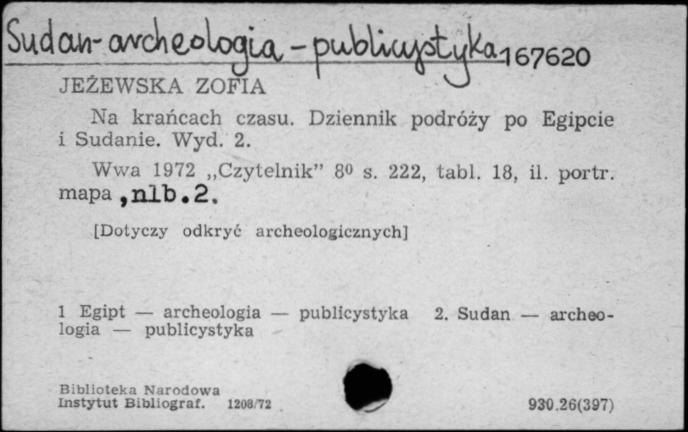 Sudan-archeologia-publicystyka 167620
JEŻEWSKA ZOFIA
Na krańcach czasu. Dziennik podróży po Egipcie
i Sudanie. Wyd. 2.
Wwa 1972 „Czytelnik” 8⁰ s. 222, tabl. 18, il. portr.
mapa ,nlb.2.
[Dotyczy odkryć archeologicznych]
1 Egipt — archeologia — publicystyka 2. Sudan — archeo-
logia — publicystyka
Biblioteka Narodowa
Instytut Bibliograf. 1208/72 930.26(397)